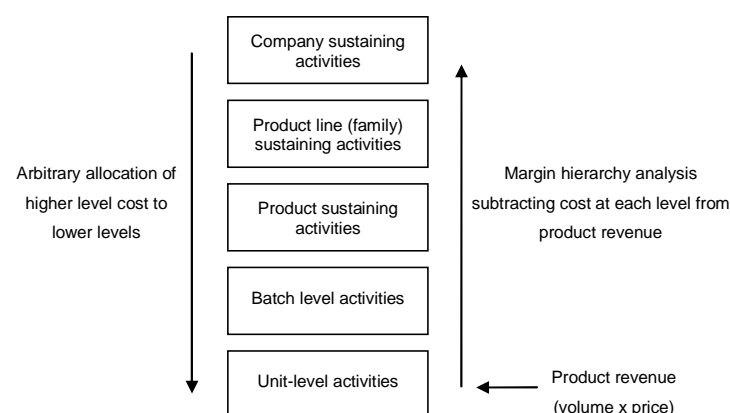 Company sustaining
activities
Product line (family)
sustaining activities
Arbitrary allocation of
higher level cost to
lower levels
Margin hierarchy analysis
subtracting cost at each level from
product revenue
Product sustaining
activities
Batch level activities
Unit-level activities
Product revenue
(volume x price)